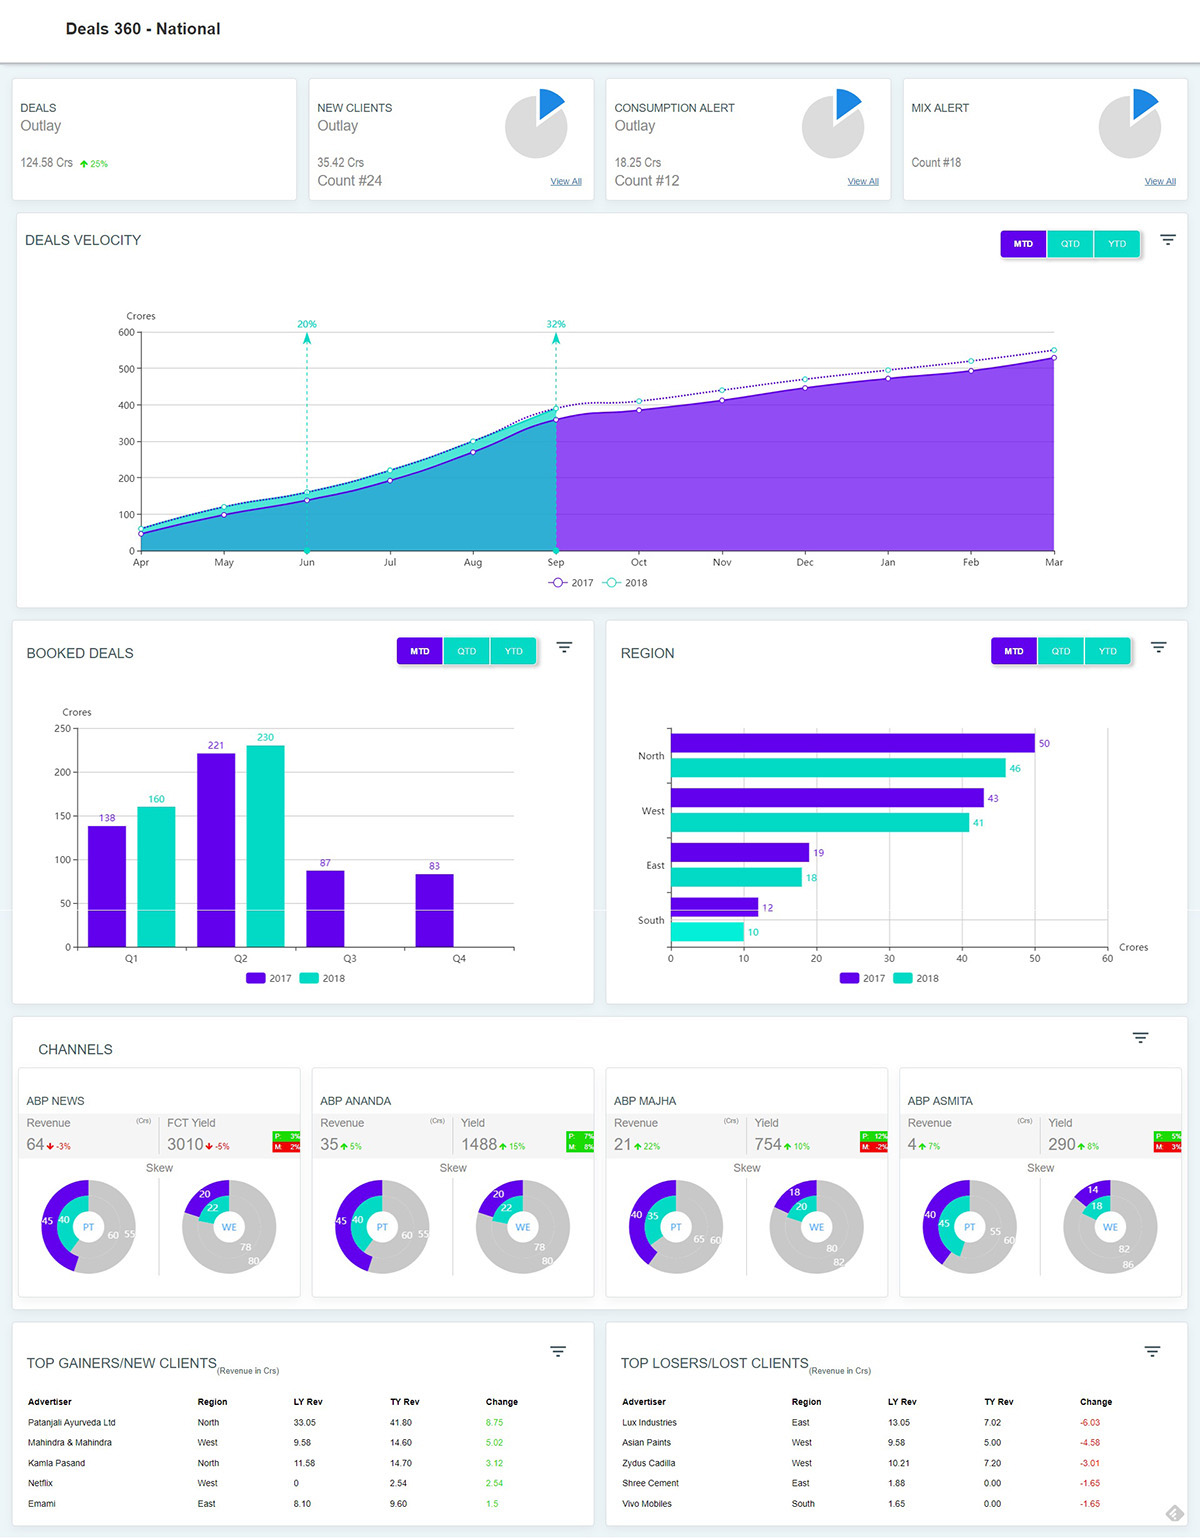 Deals 360 - National
DEALS
Outlay
124.58 Crs 25%
NEW CLIENTS
Outlay
35.42 Crs
Count #24
View All
CONSUMPTION ALERT
Outlay
18.25 Crs
Count #12
View All
MIX ALERT
Count #18
View All
DEALS VELOCITY
MTD QTD YTD
Crores
20% 32%
600
500
400
300
200
100
0
Apr May Jun Jul Aug Sep Oct Nov Dec Jan Feb Mar
2017 2018
BOOKED DEALS
MTD QTD YTD
Crores
250
200
150
100
50
0
138 160 221 230 87 83
Q1 Q2 Q3 Q4
2017 2018
REGION
MTD QTD YTD
North 50
46
West 43
41
East 19
18
South 12
10
0 10 20 30 40 50 60
Crores
2017 2018
CHANNELS
ABP NEWS
Revenue (Crs) FCT Yield
64 -3% 3010 -5%
P: 3%
M: 2%
Skew
45 40 PT 60 55
20 22 WE 78 80
ABP ANANDA
Revenue (Crs) Yield
35 5% 1488 15%
P: 7%
M: 8%
Skew
45 40 PT 60 55
20 22 WE 78 80
ABP MAJHA
Revenue (Crs) Yield
21 22% 754 10%
P: 12%
M: -2%
Skew
40 35 PT 65 60
18 20 WE 80 82
ABP ASMITA
Revenue (Crs) Yield
4 7% 290 8%
P: 5%
M: 3%
Skew
40 45 PT 55 60
14 18 WE 82 86
TOP GAINERS/NEW CLIENTS (Revenue in Crs)
Advertiser Region LY Rev TY Rev Change
Patanjali Ayurveda Ltd North 33.05 41.80 8.75
Mahindra & Mahindra West 9.58 14.60 5.02
Kamla Pasand North 11.58 14.70 3.12
Netflix West 0 2.54 2.54
Emami East 8.10 9.60 1.5
TOP LOSERS/LOST CLIENTS (Revenue in Crs)
Advertiser Region LY Rev TY Rev Change
Lux Industries East 13.05 7.02 -6.03
Asian Paints West 9.58 5.00 -4.58
Zydus Cadilla West 10.21 7.20 -3.01
Shree Cement East 1.88 0.00 -1.65
Vivo Mobiles South 1.65 0.00 -1.65